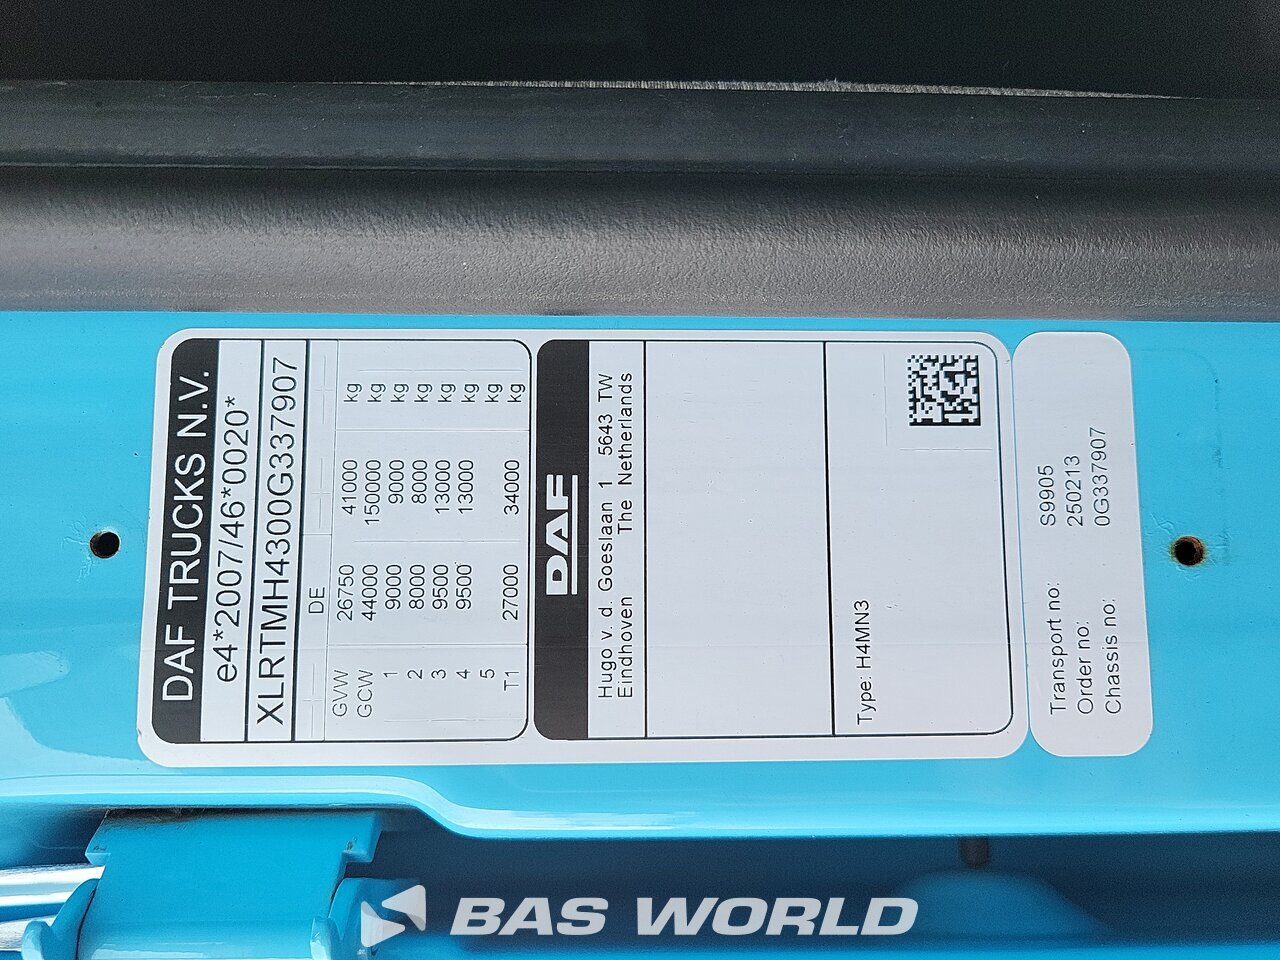 DAF TRUCKS N.V.
e4*2007/46*0020*
XLRTMH4300G337907
DE
GVW 26750 41000 kg
GCW 44000 150000 kg
1 9000 9000 kg
2 8000 8000 kg
3 9500 13000 kg
4 9500 13000 kg
5 kg
T1 27000 34000 kg
DAF
Hugo v. d. Goeslaan 1 5643 TW
Eindhoven The Netherlands
Type: H4MN3
Transport no: S9905
Order no: 250213
Chassis no: 0G337907
BAS WORLD